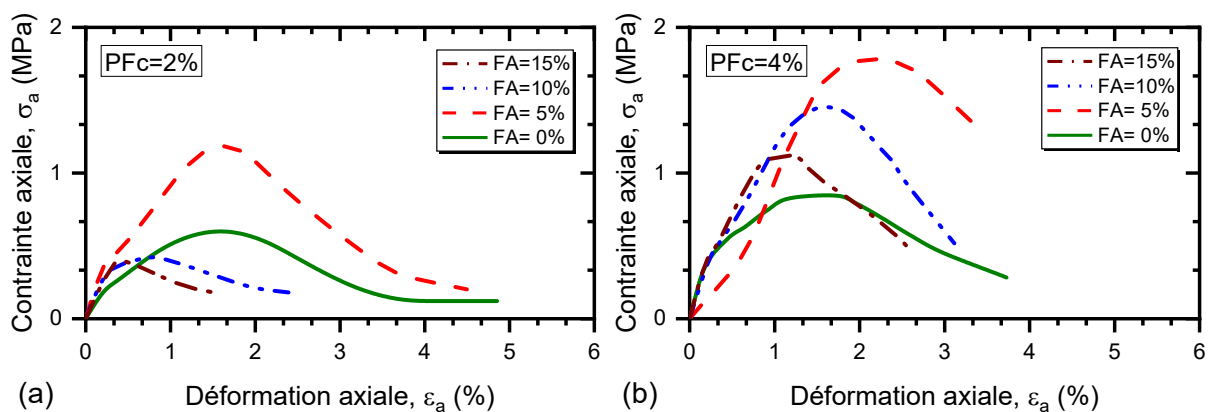 2
PFc=2%
FA=15%
FA=10%
FA= 5%
FA= 0%
1
0
0 1 2 3 4 5 6
Contrainte axiale, σa (MPa)
Déformation axiale, εa (%)
(a)
2
PFc=4%
FA=15%
FA=10%
FA= 5%
FA= 0%
1
0
0 1 2 3 4 5 6
Contrainte axiale, σa (MPa)
Déformation axiale, εa (%)
(b)